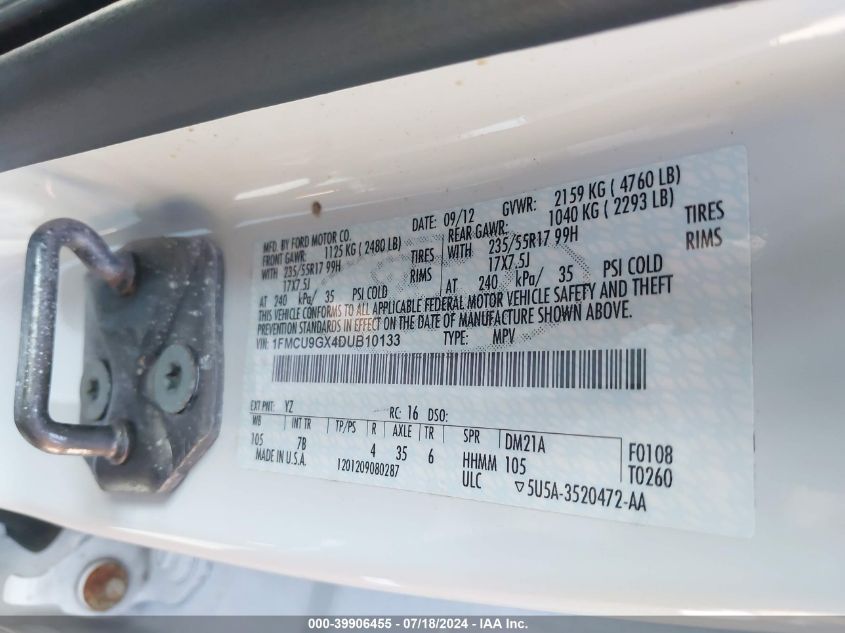 MFD. BY FORD MOTOR CO. DATE: 09/12 GVWR: 2159 KG ( 4760 LB)
FRONT GAWR: 1125 KG ( 2480 LB) REAR GAWR: 1040 KG ( 2293 LB)
WITH 235/55R17 99H TIRES WITH 235/55R17 99H TIRES
17X7.5J RIMS 17X7.5J RIMS
AT 240 kPa/ 35 PSI COLD AT 240 kPa/ 35 PSI COLD
THIS VEHICLE CONFORMS TO ALL APPLICABLE FEDERAL MOTOR VEHICLE SAFETY AND THEFT
PREVENTION STANDARDS IN EFFECT ON THE DATE OF MANUFACTURE SHOWN ABOVE.
VIN: 1FMCU9GX4DUB10133 TYPE: MPV
EXT PNT: YZ RC: 16 DSO:
WB INT TR TP/PS R AXLE TR SPR DM21A F0108
105 7B 4 35 6 HHMM 105 T0260
MADE IN U.S.A. 1201209080287 ULC ▽5U5A-3520472-AA
000-39906455 - 07/18/2024 - IAA Inc.